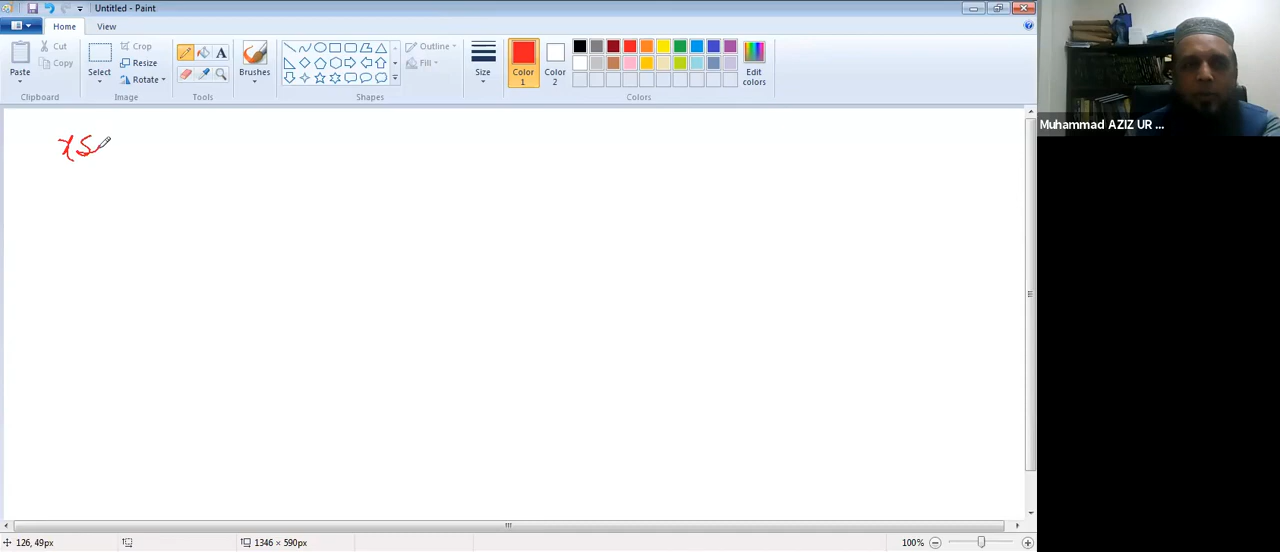 Untitled - Paint
Home View
Paste
Cut
Copy
Clipboard
Select
Crop
Resize
Rotate
Image
Tools
Brushes
Shapes
Outline
Fill
Size
Color 1
Color 2
Edit colors
Colors
Muhammad AZIZ UR ...
xs
126, 49px
1346 × 590px
100%